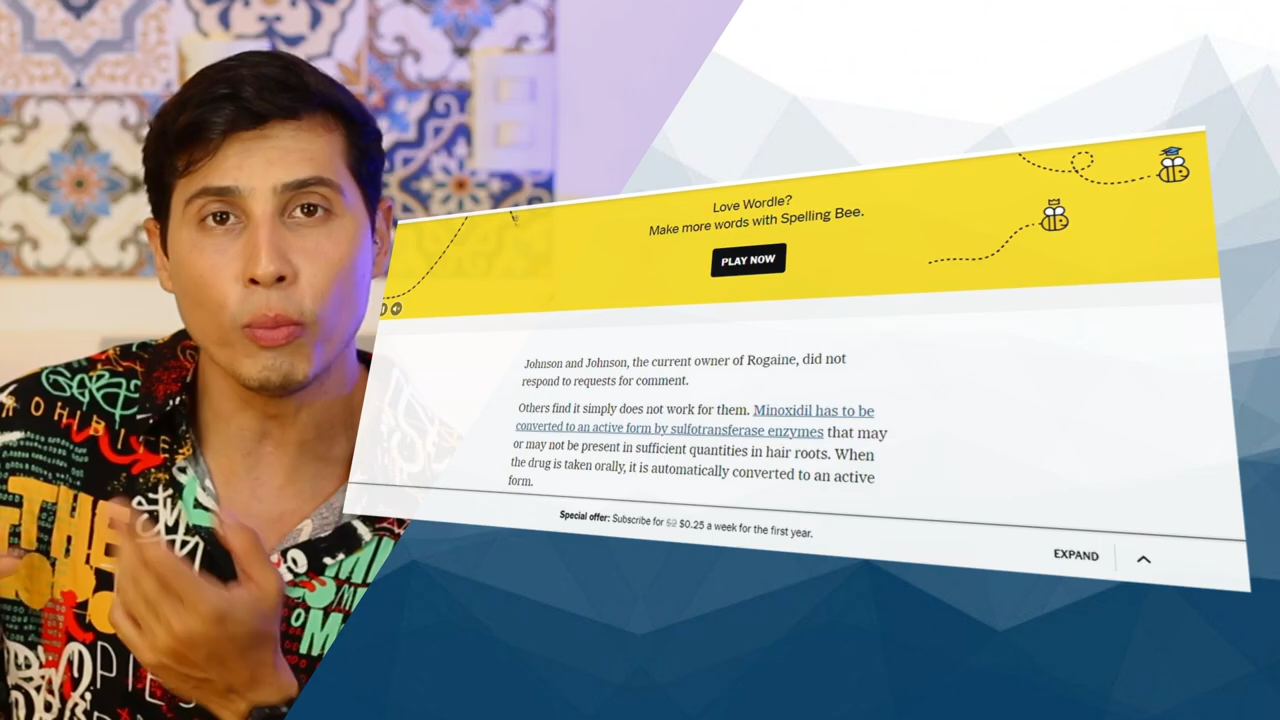 Love Wordle?
Make more words with Spelling Bee.
PLAY NOW
Johnson and Johnson, the current owner of Rogaine, did not
respond to requests for comment.
Others find it simply does not work for them. Minoxidil has to be
converted to an active form by sulfotransferase enzymes that may
or may not be present in sufficient quantities in hair roots. When
the drug is taken orally, it is automatically converted to an active
form.
Special offer: Subscribe for $2 $0.25 a week for the first year.
EXPAND
THE